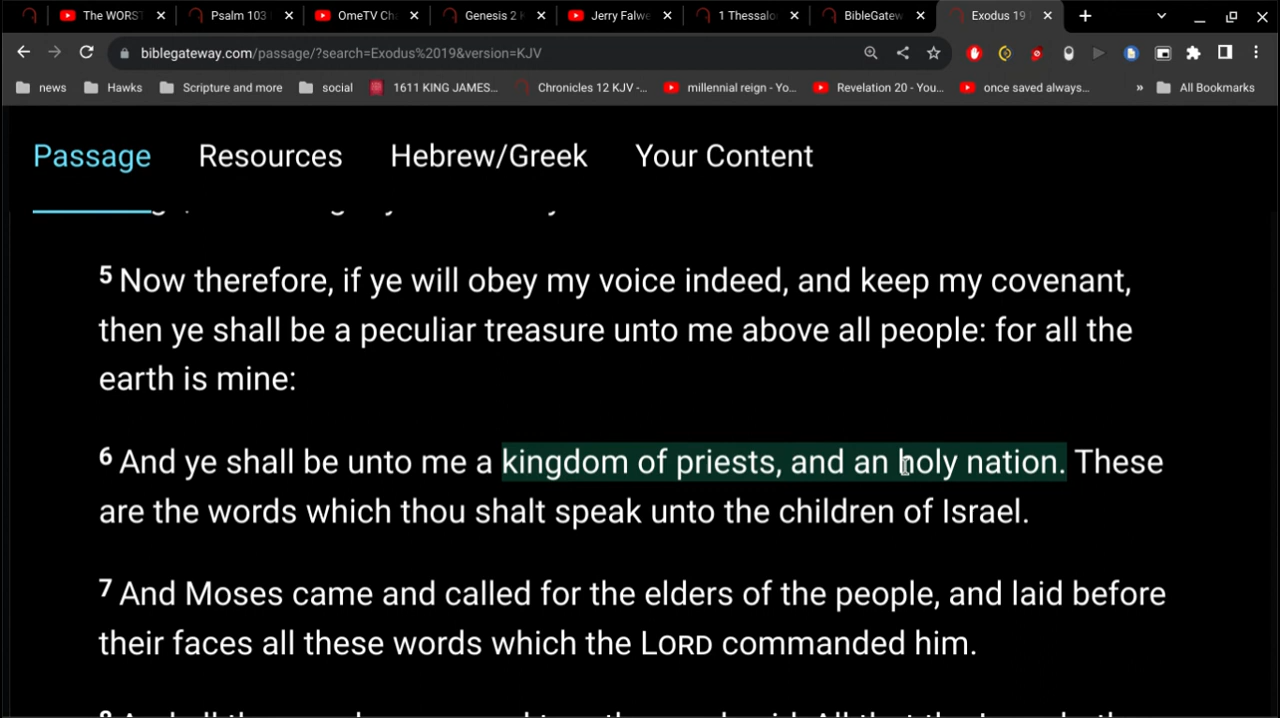 The WORS
Psalm 103
OmeTV Ch
Genesis 2 K
Jerry Falwe
1 Thessalo
BibleGatew
Exodus 19
biblegateway.com/passage/?search=Exodus%2019&version=KJV
news
Hawks
Scripture and more
social
1611 KING JAMES...
Chronicles 12 KJV -...
millennial reign - Yo...
Revelation 20 - You...
once saved always...
»
All Bookmarks
Passage Resources Hebrew/Greek Your Content
5 Now therefore, if ye will obey my voice indeed, and keep my covenant,
then ye shall be a peculiar treasure unto me above all people: for all the
earth is mine:
6 And ye shall be unto me a kingdom of priests, and an holy nation. These
are the words which thou shalt speak unto the children of Israel.
7 And Moses came and called for the elders of the people, and laid before
their faces all these words which the LORD commanded him.